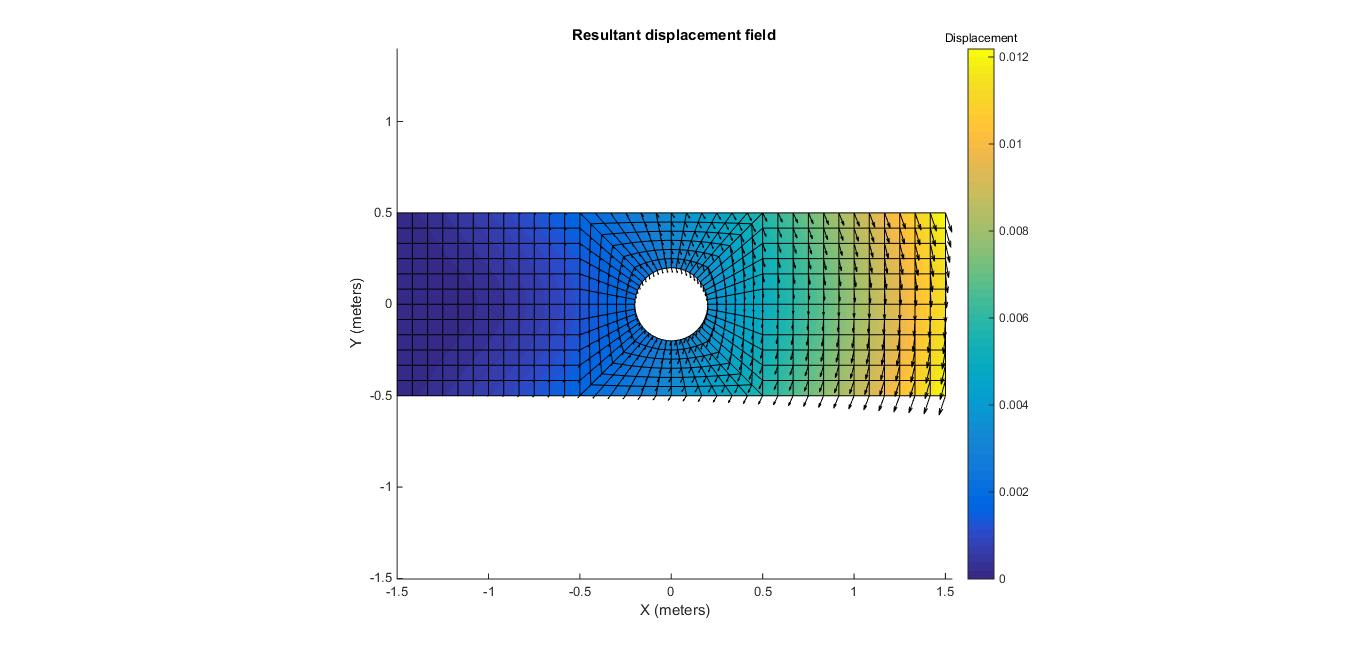 Resultant displacement field
Displacement
0.012
0.01
0.008
0.006
0.004
0.002
0
Y (meters)
1
0.5
0
-0.5
-1
-1.5
-1.5 -1 -0.5 0 0.5 1 1.5
X (meters)